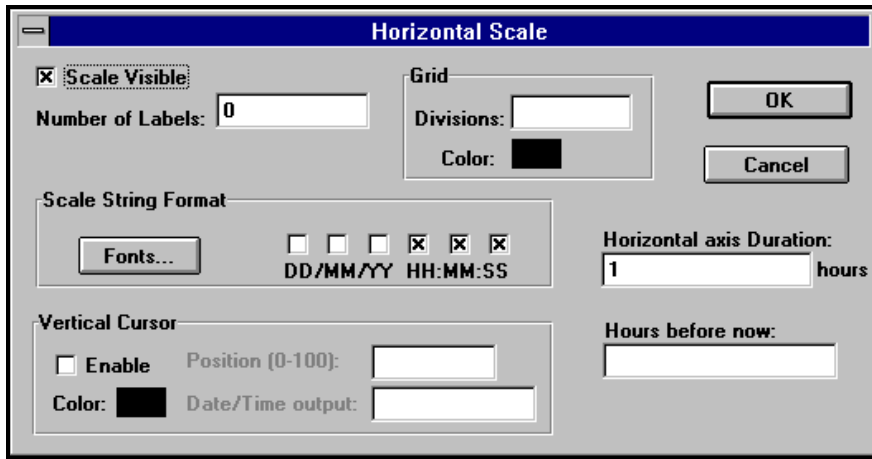 Horizontal Scale
Scale Visible
Number of Labels: 0
Grid
Divisions:
Color:
OK
Cancel
Scale String Format
Fonts...
DD/MM/YY HH:MM:SS
Horizontal axis Duration:
1 hours
Vertical Cursor
Enable
Position (0-100):
Color:
Date/Time output:
Hours before now: